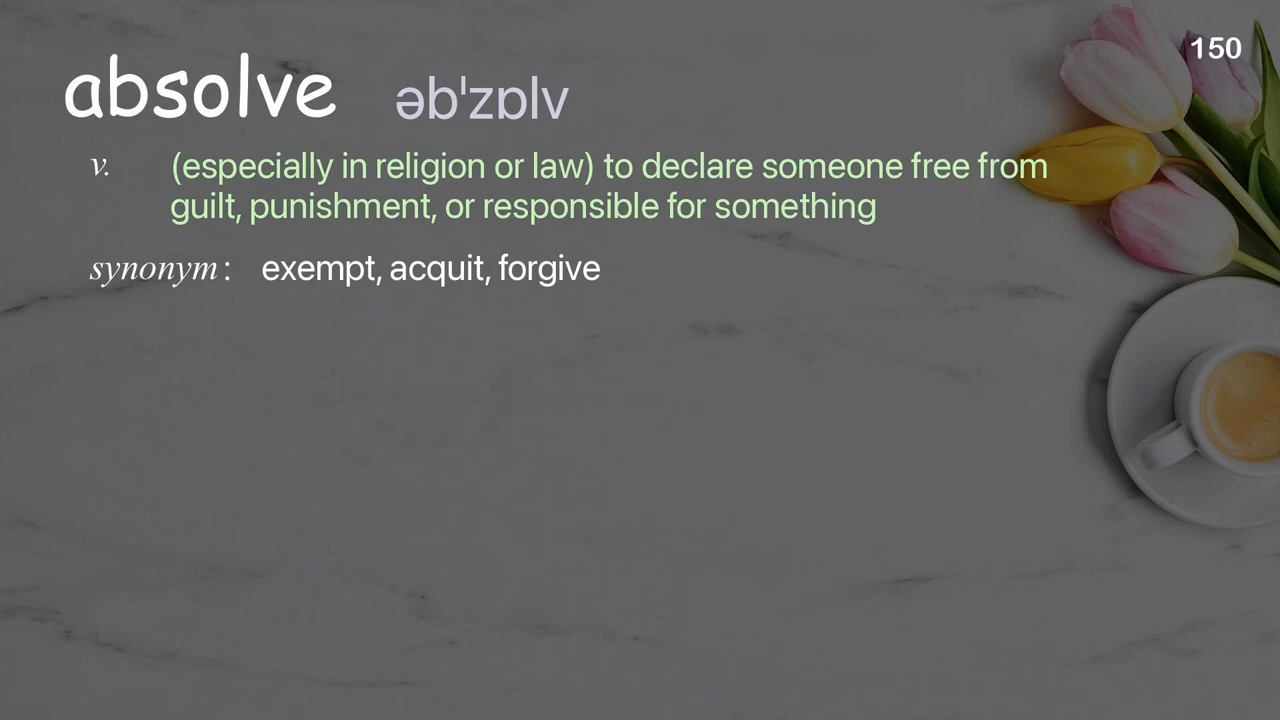 150
absolve əbˈzɒlv
v. (especially in religion or law) to declare someone free from
guilt, punishment, or responsible for something
synonym : exempt, acquit, forgive